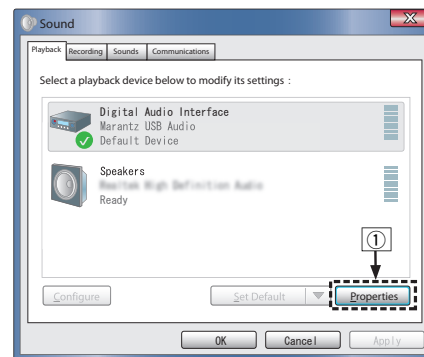 Sound
Playback Recording Sounds Communications
Select a playback device below to modify its settings :
Digital Audio Interface
Marantz USB Audio
Default Device
Speakers
Ready
①
Configure Set Default Properties
OK Cancel Apply